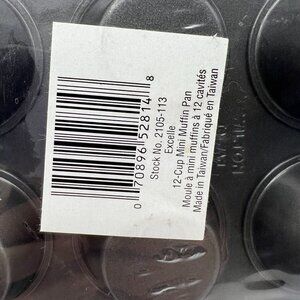 0 70896 52814 8
Stock No. 2105-113
Excelle
12-Cup Mini Muffin Pan
Moule à mini muffins à 12 cavités
Made in Taiwan/Fabriqué en Taiwan